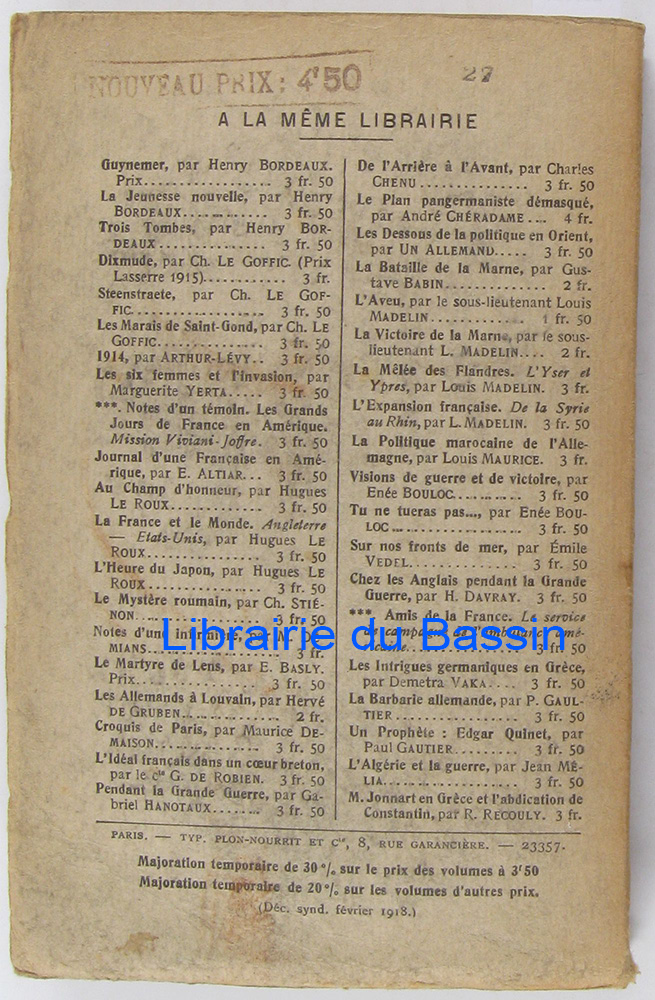 NOUVEAU PRIX: 4f50
27
A LA MÊME LIBRAIRIE
Guynemer, par Henry BORDEAUX.
Prix.................. 3 fr. 50
La Jeunesse nouvelle, par Henry
BORDEAUX.............. 3 fr. 50
Trois Tombes, par Henry BOR-
DEAUX................ 3 fr. 50
Dixmude, par Ch. LE GOFFIC. (Prix
Lasserre 1915)............ 3 fr.
Steenstraete, par Ch. LE GOF-
FIC................... 3 fr. 50
Les Marais de Saint-Gond, par Ch. LE
GOFFIC............... 3 fr. 50
1914, par ARTHUR-LÉVY.. 3 fr. 50
Les six femmes et l'invasion, par
Marguerite YERTA..... 3 fr. 50
***. Notes d'un témoin. Les Grands
Jours de France en Amérique.
Mission Viviani-Joffre. 3 fr. 50
Journal d'une Française en Amé-
rique, par E. ALTIAR... 3 fr. 50
Au Champ d'honneur, par Hugues
LE ROUX.............. 3 fr. 50
La France et le Monde. Angleterre
— Etats-Unis, par Hugues LE
ROUX................ 3 fr. 50
L'Heure du Japon, par Hugues LE
ROUX................ 3 fr. 50
Le Mystère roumain, par Ch. STIÉ-
NON................. 3 fr. 50
Notes d'une infirmière, par M.
MIANS................. 3 fr.
Le Martyre de Lens, par E. BASLY.
Prix.................. 3 fr. 50
Les Allemands à Louvain, par Hervé
DE GRUBEN.............. 2 fr.
Croquis de Paris, par Maurice DE-
MAISON............... 3 fr. 50
L'Idéal français dans un cœur breton,
par le cte G. DE ROBIEN. 3 fr. 50
Pendant la Grande Guerre, par Ga-
briel HANOTAUX....... 3 fr. 50
De l'Arrière à l'Avant, par Charles
CHENU............... 3 fr. 50
Le Plan pangermaniste démasqué,
par André CHÉRADAME.... 4 fr.
Les Dessous de la politique en Orient,
par UN ALLEMAND..... 3 fr. 50
La Bataille de la Marne, par Gus-
tave BABIN............. 2 fr.
L'Aveu, par le sous-lieutenant Louis
MADELIN............. 1 fr. 50
La Victoire de la Marne, par le sous-
lieutenant L. MADELIN.... 2 fr.
La Mêlée des Flandres. L'Yser et
Ypres, par Louis MADELIN. 3 fr.
L'Expansion française. De la Syrie
au Rhin, par L. MADELIN. 3 fr. 50
La Politique marocaine de l'Alle-
magne, par Louis MAURICE. 3 fr.
Visions de guerre et de victoire, par
Enée BOULOC........... 3 fr. 50
Tu ne tueras pas..., par Enée BOU-
LOC.................. 3 fr. 50
Sur nos fronts de mer, par Émile
VEDEL............... 3 fr. 50
Chez les Anglais pendant la Grande
Guerre, par H. DAVRAY. 3 fr. 50
*** Amis de la France. Le service
de campagne de l'ambulance amé-
ricaine................ 3 fr. 50
Les Intrigues germaniques en Grèce,
par Demetra VAKA.... 3 fr. 50
La Barbarie allemande, par P. GAUL-
TIER................. 3 fr. 50
Un Prophète : Edgar Quinet, par
Paul GAUTIER......... 3 fr. 50
L'Algérie et la guerre, par Jean MÉ-
LIA.................. 3 fr. 50
M. Jonnart en Grèce et l'abdication de
Constantin, par R. RECOULY. 3 fr.
Librairie du Bassin
PARIS. — TYP. PLON-NOURRIT ET Cie, 8, RUE GARANCIÈRE. — 23357.
Majoration temporaire de 30 % sur le prix des volumes à 3f50
Majoration temporaire de 20 % sur les volumes d'autres prix.
(Déc. synd. février 1918.)